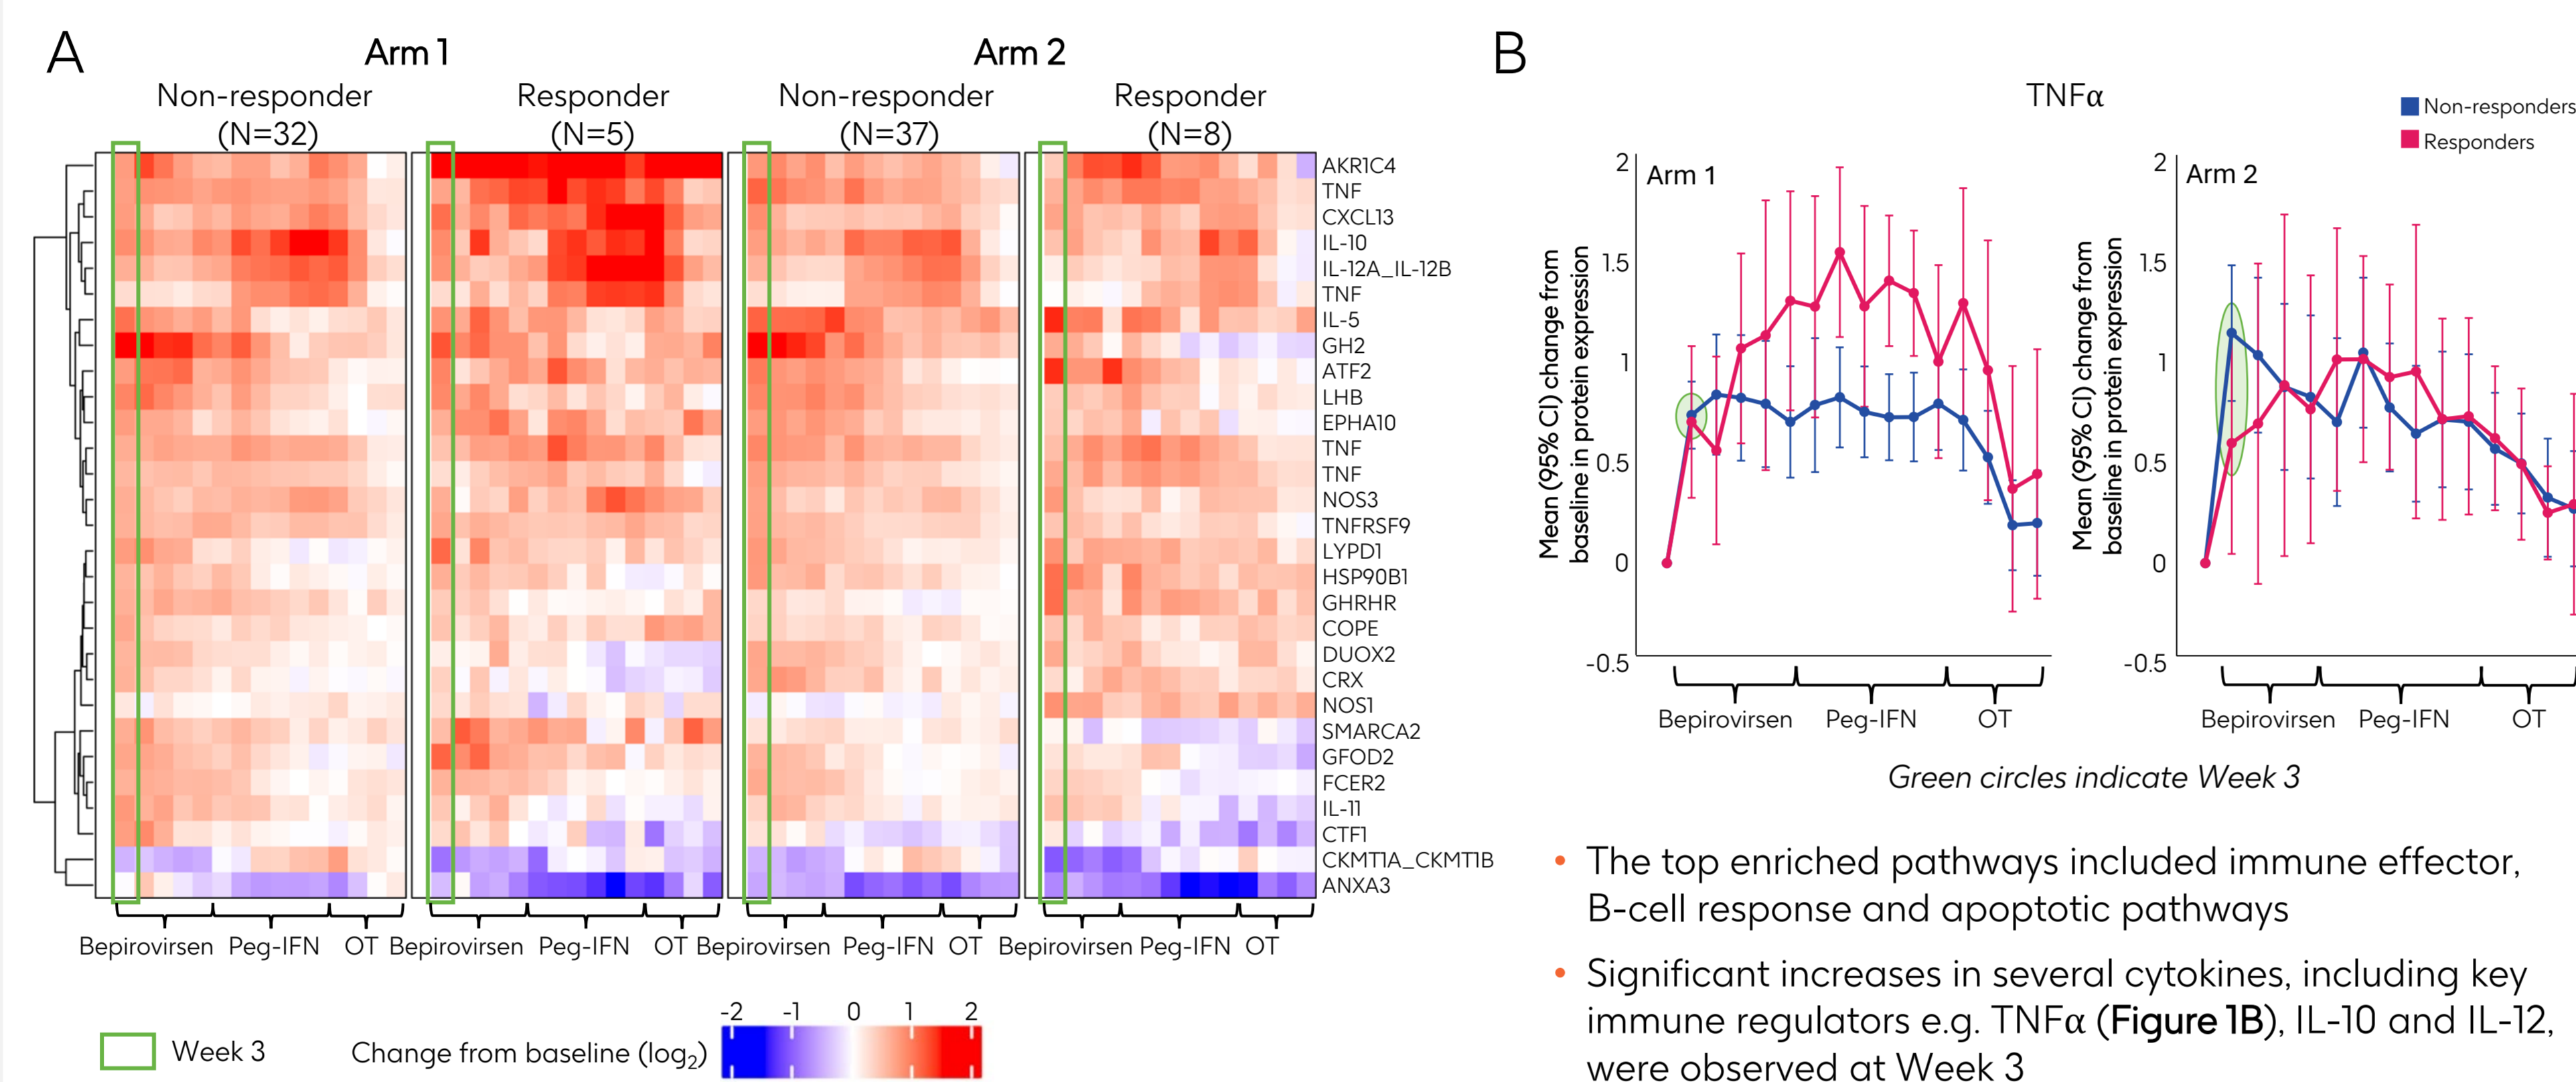 A
Arm 1
Arm 2
Non-responder
(N=32)
Responder
(N=5)
Non-responder
(N=37)
Responder
(N=8)
AKR1C4
TNF
CXCL13
IL-10
IL-12A_IL-12B
TNF
IL-5
GH2
ATF2
LHB
EPHA10
TNF
TNF
NOS3
TNFRSF9
LYPD1
HSP90B1
GHRHR
COPE
DUOX2
CRX
NOS1
SMARCA2
GFOD2
FCER2
IL-11
CTF1
CKMT1A_CKMT1B
ANXA3
Bepirovirsen Peg-IFN OT Bepirovirsen Peg-IFN OT Bepirovirsen Peg-IFN OT Bepirovirsen Peg-IFN OT
Week 3
Change from baseline (log₂)
-2 -1 0 1 2
B
TNFα
Non-responders
Responders
Mean (95% CI) change from
baseline in protein expression
2
1.5
1
0.5
0
-0.5
Arm 1
Bepirovirsen Peg-IFN OT
Mean (95% CI) change from
baseline in protein expression
2
1.5
1
0.5
0
-0.5
Arm 2
Bepirovirsen Peg-IFN OT
Green circles indicate Week 3
• The top enriched pathways included immune effector,
B-cell response and apoptotic pathways
• Significant increases in several cytokines, including key
immune regulators e.g. TNFα (Figure 1B), IL-10 and IL-12,
were observed at Week 3